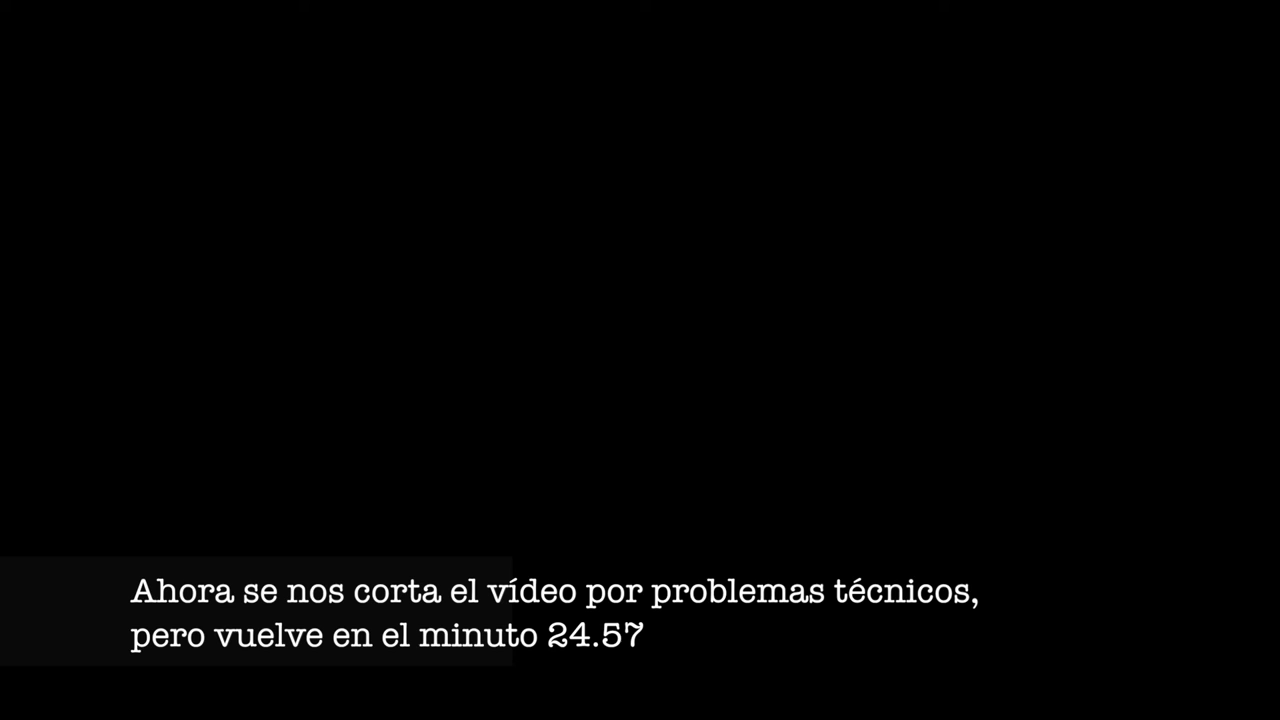 Ahora se nos corta el vídeo por problemas técnicos,
pero vuelve en el minuto 24.57